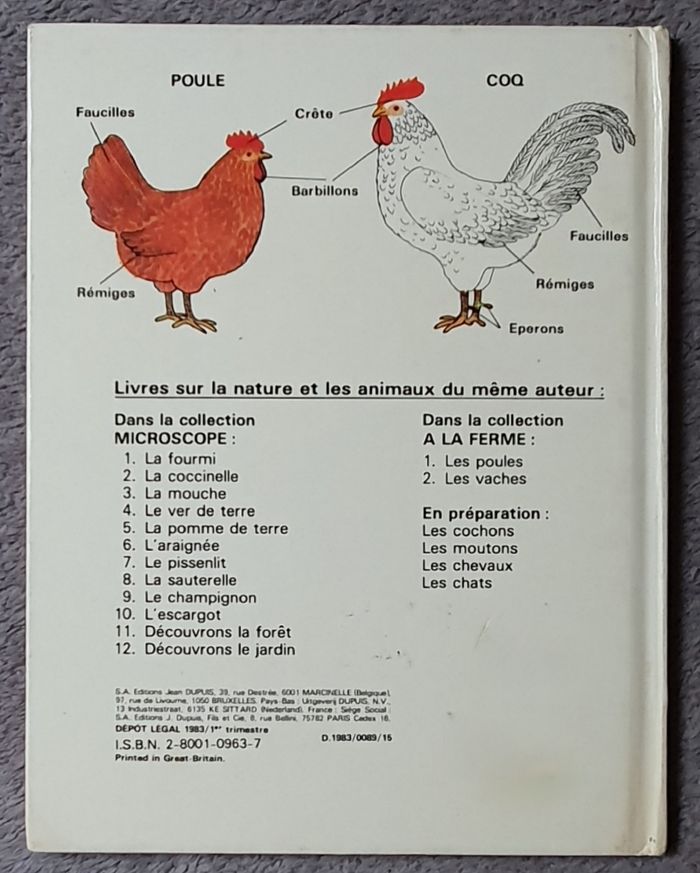 POULE
COQ
Faucilles
Crête
Barbillons
Faucilles
Rémiges
Rémiges
Eperons
Livres sur la nature et les animaux du même auteur :
Dans la collection
MICROSCOPE :
1. La fourmi
2. La coccinelle
3. La mouche
4. Le ver de terre
5. La pomme de terre
6. L'araignée
7. Le pissenlit
8. La sauterelle
9. Le champignon
10. L'escargot
11. Découvrons la forêt
12. Découvrons le jardin
Dans la collection
A LA FERME :
1. Les poules
2. Les vaches
En préparation :
Les cochons
Les moutons
Les chevaux
Les chats
S.A. Editions Jean DUPUIS, 39, rue Destrée, 6001 MARCINELLE (Belgique),
97, rue de Livourne, 1050 BRUXELLES. Pays-Bas : Uitgeverij DUPUIS, N.V.,
13 Industriestraat, 6135 KE SITTARD (Nederland). France : Siège Social :
S.A. Editions J. Dupuis, Fils et Cie, 8, rue Bellini, 75782 PARIS Cedex 16.
DÉPOT LÉGAL 1983/1er trimestre
D.1983/0089/15
I.S.B.N. 2-8001-0963-7
Printed in Great-Britain.